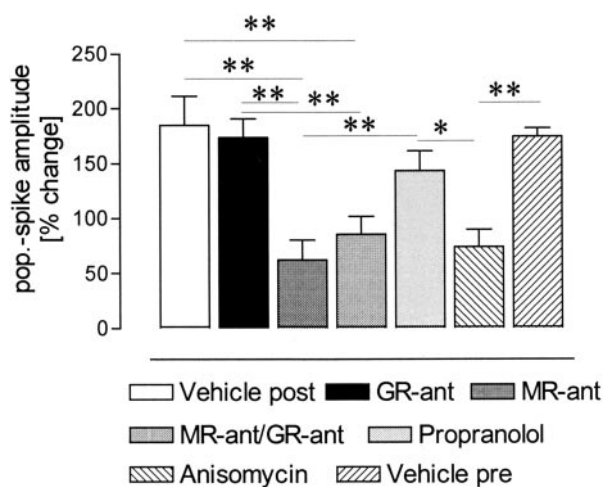 **
**
** **
**
** *
**
250
200
150
100
50
0
pop.-spike amplitude
[% change]
Vehicle post GR-ant MR-ant
MR-ant/GR-ant Propranolol
Anisomycin Vehicle pre